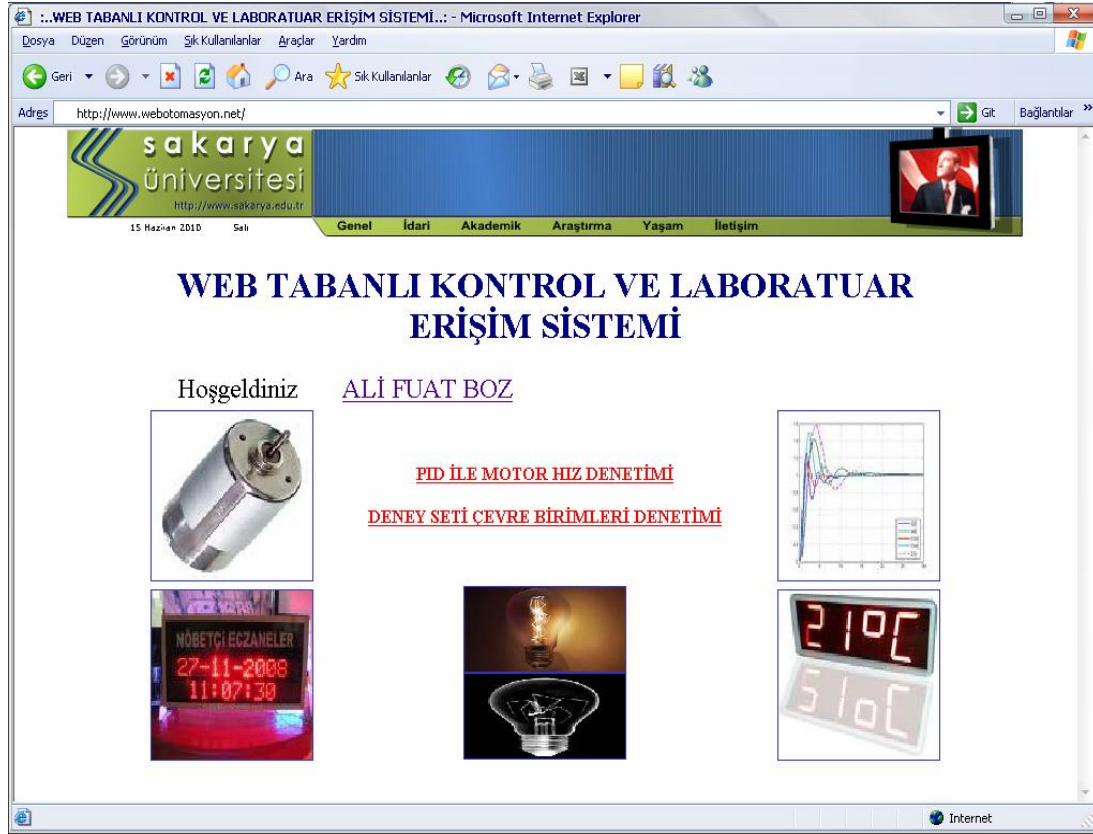 :..WEB TABANLI KONTROL VE LABORATUAR ERİŞİM SİSTEMİ..: - Microsoft Internet Explorer
Dosya Düzen Görünüm Sık Kullanılanlar Araçlar Yardım
Geri Ara Sık Kullanılanlar
Adres http://www.webotomasyon.net/ Git Bağlantılar »
sakarya
üniversitesi
http://www.sakarya.edu.tr
15 Haziran 2010 Salı Genel İdari Akademik Araştırma Yaşam İletişim
WEB TABANLI KONTROL VE LABORATUAR
ERİŞİM SİSTEMİ
Hoşgeldiniz ALİ FUAT BOZ
PID İLE MOTOR HIZ DENETİMİ
DENEY SETİ ÇEVRE BİRİMLERİ DENETİMİ
NÖBETÇİ ECZANELER
27-11-2008
11:07:30
21°C
Internet